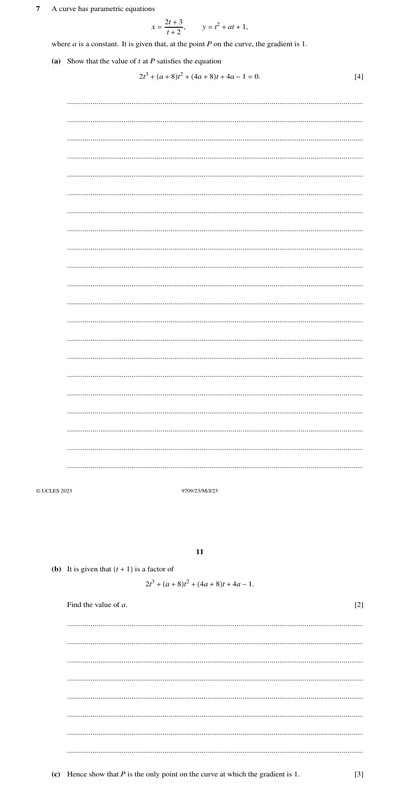 7 A curve has parametric equations
x = (2t + 3)/(t + 2), y = t² + at + 1,
where a is a constant. It is given that, at the point P on the curve, the gradient is 1.
(a) Show that the value of t at P satisfies the equation
2t³ + (a + 8)t² + (4a + 8)t + 4a − 1 = 0. [4]
© UCLES 2023 9709/23/M/J/23
11
(b) It is given that (t + 1) is a factor of
2t³ + (a + 8)t² + (4a + 8)t + 4a − 1.
Find the value of a. [2]
(c) Hence show that P is the only point on the curve at which the gradient is 1. [3]